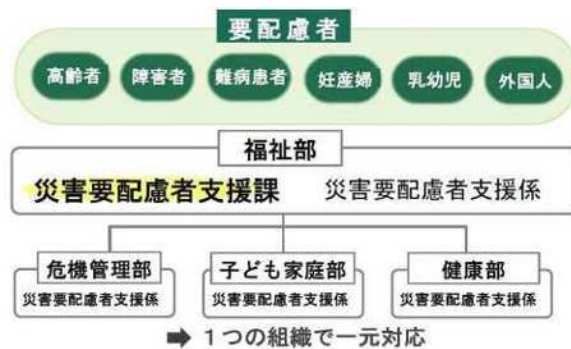 要配慮者
高齢者 障害者 難病患者 妊産婦 乳幼児 外国人
福祉部
災害要配慮者支援課 災害要配慮者支援係
危機管理部 子ども家庭部 健康部
災害要配慮者支援係 災害要配慮者支援係 災害要配慮者支援係
➡ 1つの組織で一元対応